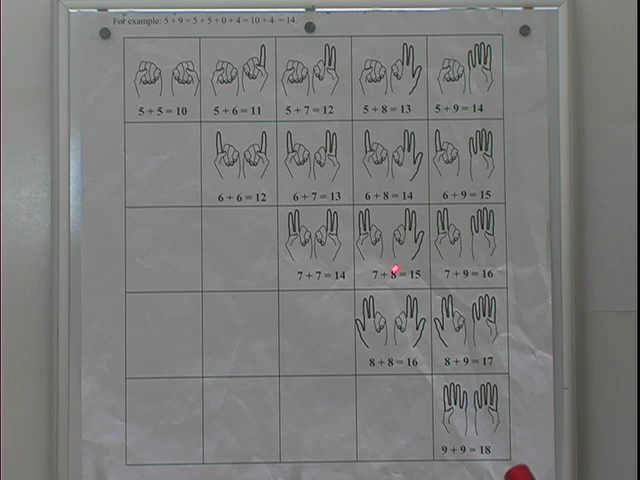 For example: 5 + 9 = 5 + 5 + 0 + 4 = 10 + 4 = 14.
5 + 5 = 10
5 + 6 = 11
5 + 7 = 12
5 + 8 = 13
5 + 9 = 14
6 + 6 = 12
6 + 7 = 13
6 + 8 = 14
6 + 9 = 15
7 + 7 = 14
7 + 8 = 15
7 + 9 = 16
8 + 8 = 16
8 + 9 = 17
9 + 9 = 18